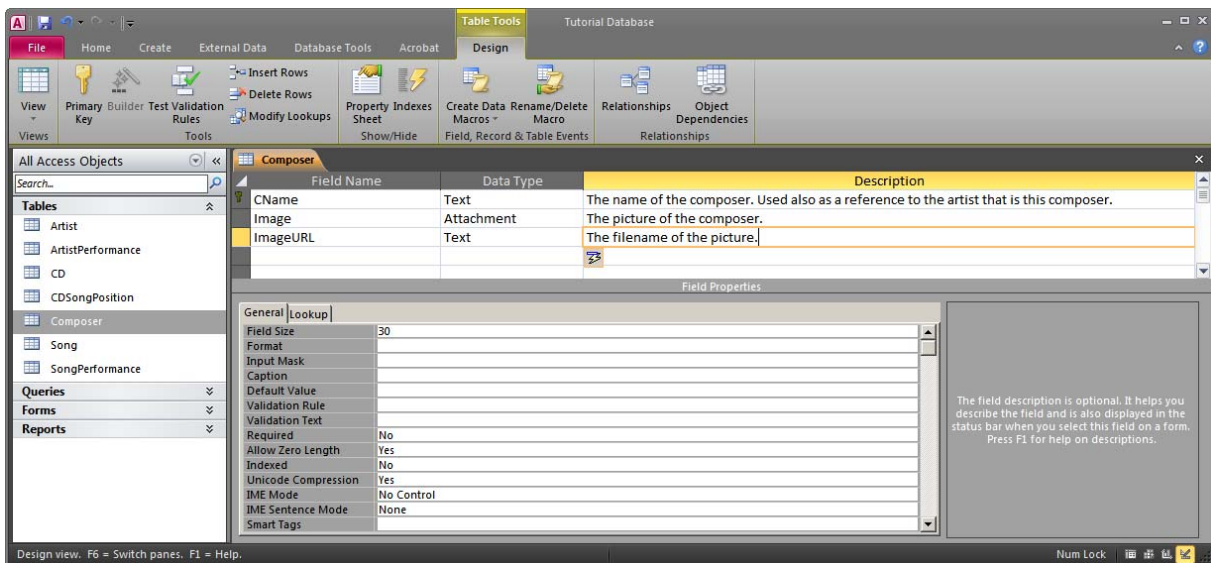 A
Table Tools
Tutorial Database
File Home Create External Data Database Tools Acrobat Design
View
Views
Primary Key
Builder
Test Validation Rules
Insert Rows
Delete Rows
Modify Lookups
Tools
Property Sheet
Indexes
Show/Hide
Create Data Macros
Rename/Delete Macro
Field, Record & Table Events
Relationships
Object Dependencies
Relationships
All Access Objects
Search...
Tables
Artist
ArtistPerformance
CD
CDSongPosition
Composer
Song
SongPerformance
Queries
Forms
Reports
Composer
Field Name Data Type Description
CName Text The name of the composer. Used also as a reference to the artist that is this composer.
Image Attachment The picture of the composer.
ImageURL Text The filename of the picture.
Field Properties
General Lookup
Field Size 30
Format
Input Mask
Caption
Default Value
Validation Rule
Validation Text
Required No
Allow Zero Length Yes
Indexed No
Unicode Compression Yes
IME Mode No Control
IME Sentence Mode None
Smart Tags
The field description is optional. It helps you
describe the field and is also displayed in the
status bar when you select this field on a form.
Press F1 for help on descriptions.
Design view. F6 = Switch panes. F1 = Help.
Num Lock